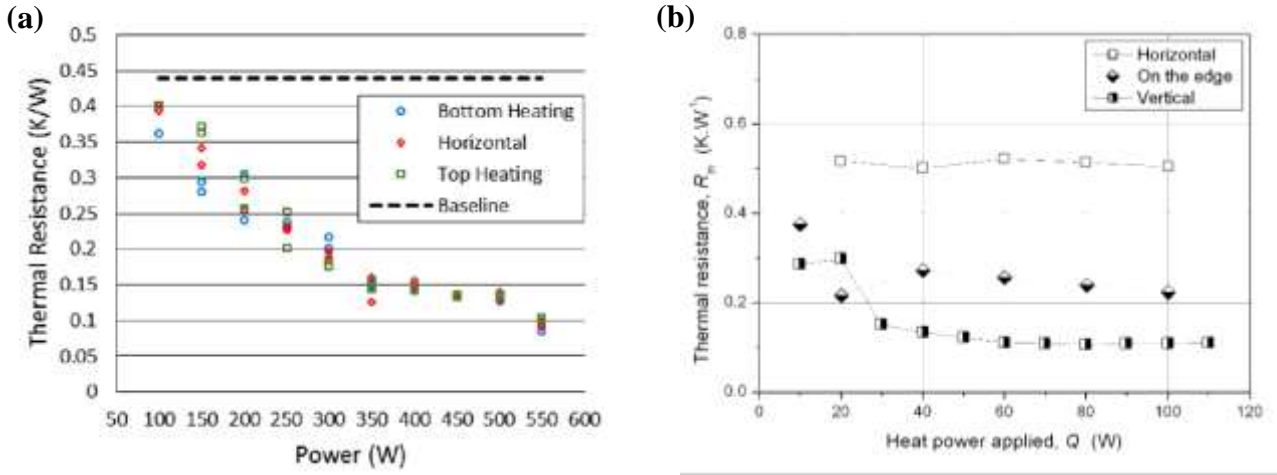 (a)
0.5
0.45
0.4
0.35
0.3
0.25
0.2
0.15
0.1
0.05
0
Thermal Resistance (K/W)
Bottom Heating
Horizontal
Top Heating
Baseline
50 100 150 200 250 300 350 400 450 500 550 600
Power (W)
(b)
0.8
0.6
0.4
0.2
0.0
Thermal resistance, R_th (K.W⁻¹)
Horizontal
On the edge
Vertical
0 20 40 60 80 100 120
Heat power applied, Q (W)